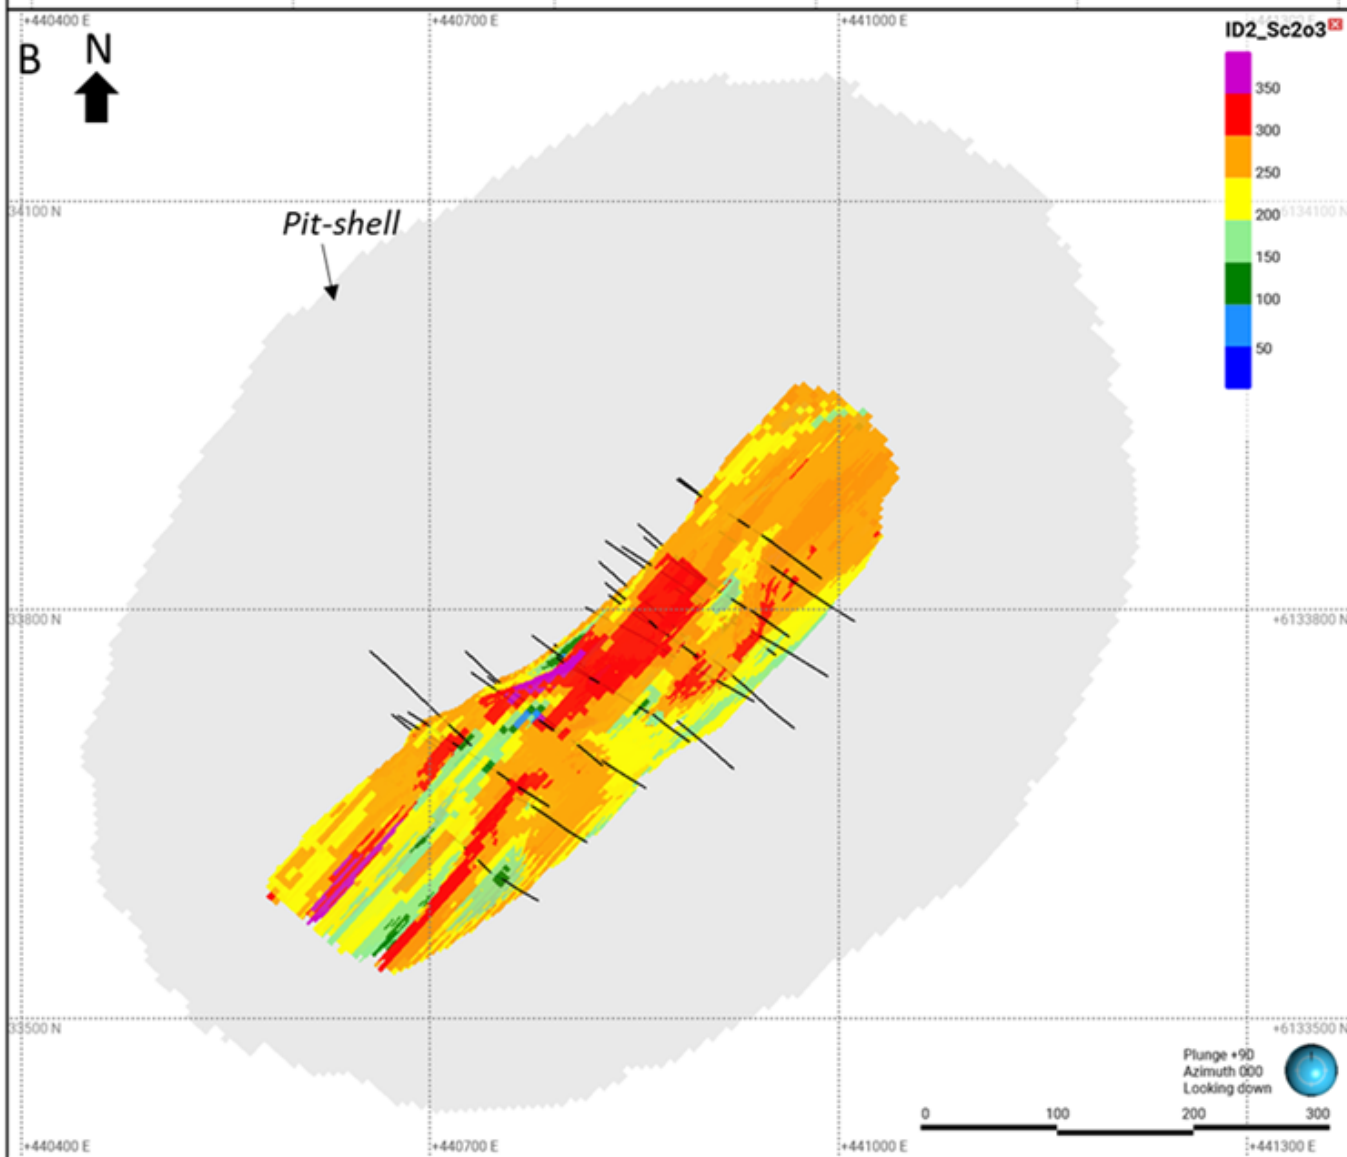 +440400 E
+440700 E
+441000 E
+441300 E
B
N
ID2_Sc2o3
350
300
250
200
150
100
50
34100 N
6134100 N
Pit-shell
33800 N
+6133800 N
33500 N
+6133500 N
Plunge +90
Azimuth 000
Looking down
0
100
200
300
+440400 E
+440700 E
+441000 E
+441300 E